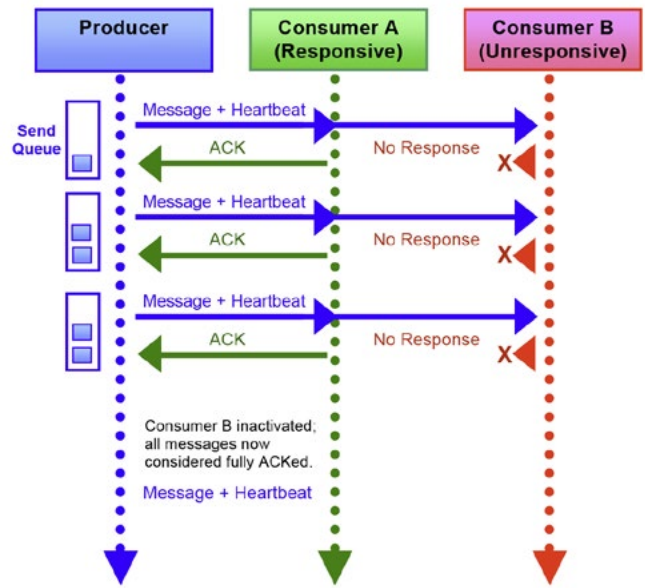 Producer
Consumer A
(Responsive)
Consumer B
(Unresponsive)
Send
Queue
Message + Heartbeat
ACK
No Response
X
Message + Heartbeat
ACK
No Response
X
Message + Heartbeat
ACK
No Response
X
Consumer B inactivated;
all messages now
considered fully ACKed.
Message + Heartbeat